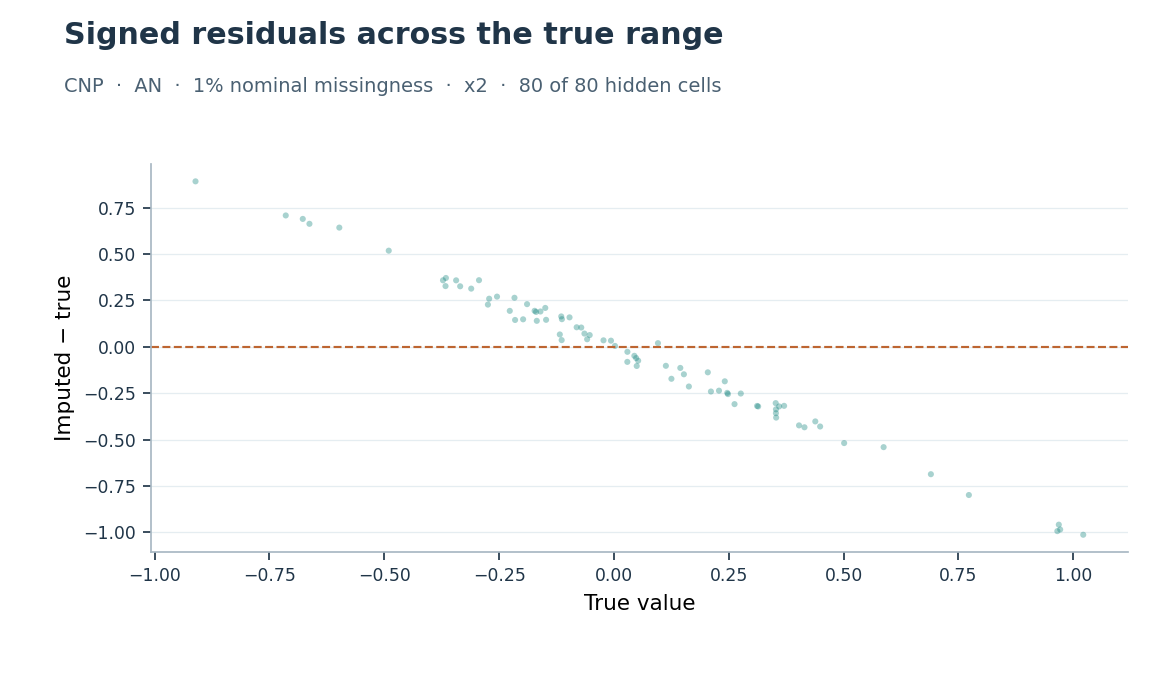 Signed residuals across the true range
CNP · AN · 1% nominal missingness · x2 · 80 of 80 hidden cells
Imputed − true
0.75
0.50
0.25
0.00
−0.25
−0.50
−0.75
−1.00
−1.00 −0.75 −0.50 −0.25 0.00 0.25 0.50 0.75 1.00
True value